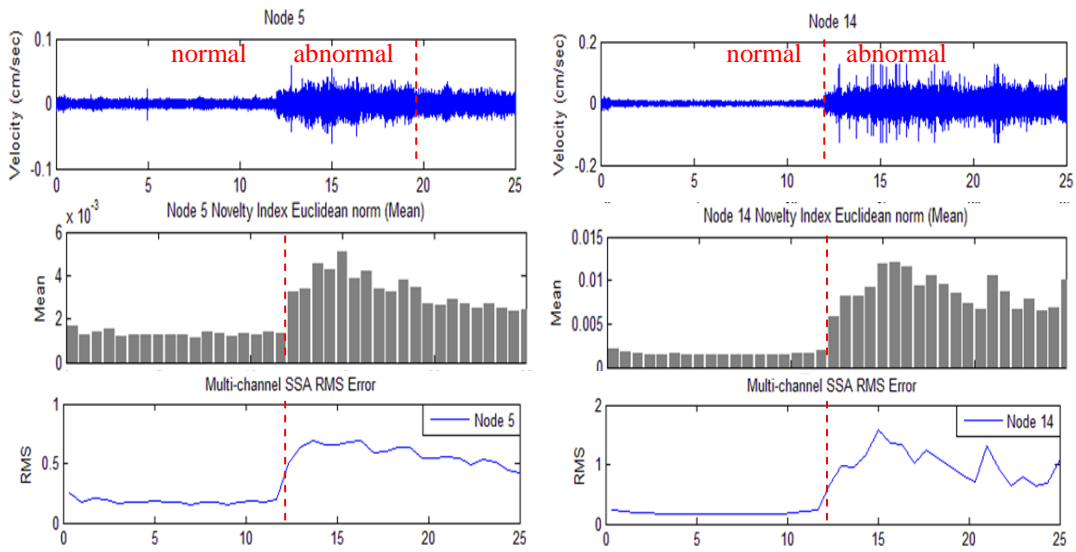 Node 5
normal abnormal
Velocity (cm/sec)
0.1
0
-0.1
0 5 10 15 20 25
Node 5 Novelty Index Euclidean norm (Mean)
x 10-3
Mean
6
4
2
0
Multi-channel SSA RMS Error
Node 5
RMS
1
0.5
0
0 5 10 15 20 25
Node 14
normal abnormal
Velocity (cm/sec)
0.2
0
-0.2
0 5 10 15 20 25
Node 14 Novelty Index Euclidean norm (Mean)
Mean
0.015
0.01
0.005
0
Multi-channel SSA RMS Error
Node 14
RMS
2
1
0
0 5 10 15 20 25